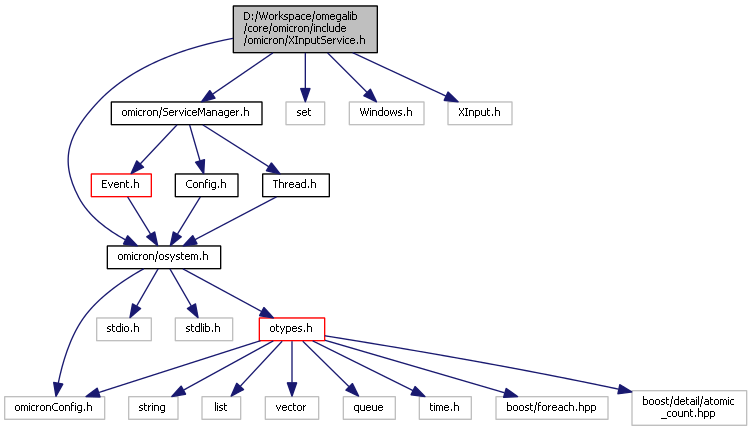 D:/Workspace/omegalib
/core/omicron/include
/omicron/XInputService.h
omicron/ServiceManager.h
set
Windows.h
XInput.h
Event.h
Config.h
Thread.h
omicron/osystem.h
stdio.h
stdlib.h
otypes.h
omicronConfig.h
string
list
vector
queue
time.h
boost/foreach.hpp
boost/detail/atomic
_count.hpp